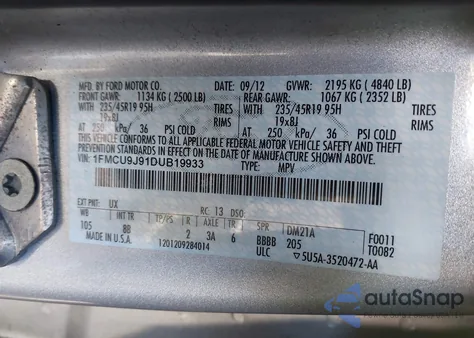 MFD. BY FORD MOTOR CO.
DATE: 09/12 GVWR: 2195 KG ( 4840 LB)
FRONT GAWR: 1134 KG ( 2500 LB) REAR GAWR: 1067 KG ( 2352 LB)
WITH 235/45R19 95H TIRES WITH 235/45R19 95H TIRES
19x8J RIMS 19x8J RIMS
AT 250 kPa/ 36 PSI COLD AT 250 kPa/ 36 PSI COLD
THIS VEHICLE CONFORMS TO ALL APPLICABLE FEDERAL MOTOR VEHICLE SAFETY AND THEFT
PREVENTION STANDARDS IN EFFECT ON THE DATE OF MANUFACTURE SHOWN ABOVE.
VIN: 1FMCU9J91DUB19933 TYPE: MPV
EXT PNT: UX RC: 13 DSO:
WB INT TR TP/PS R AXLE TR SPR DM21A F0011
105 8B 2 3A 6 BBBB 205 T0082
MADE IN U.S.A. 1201209284014 ULC ▽5U5A-3520472-AA
autoSnap